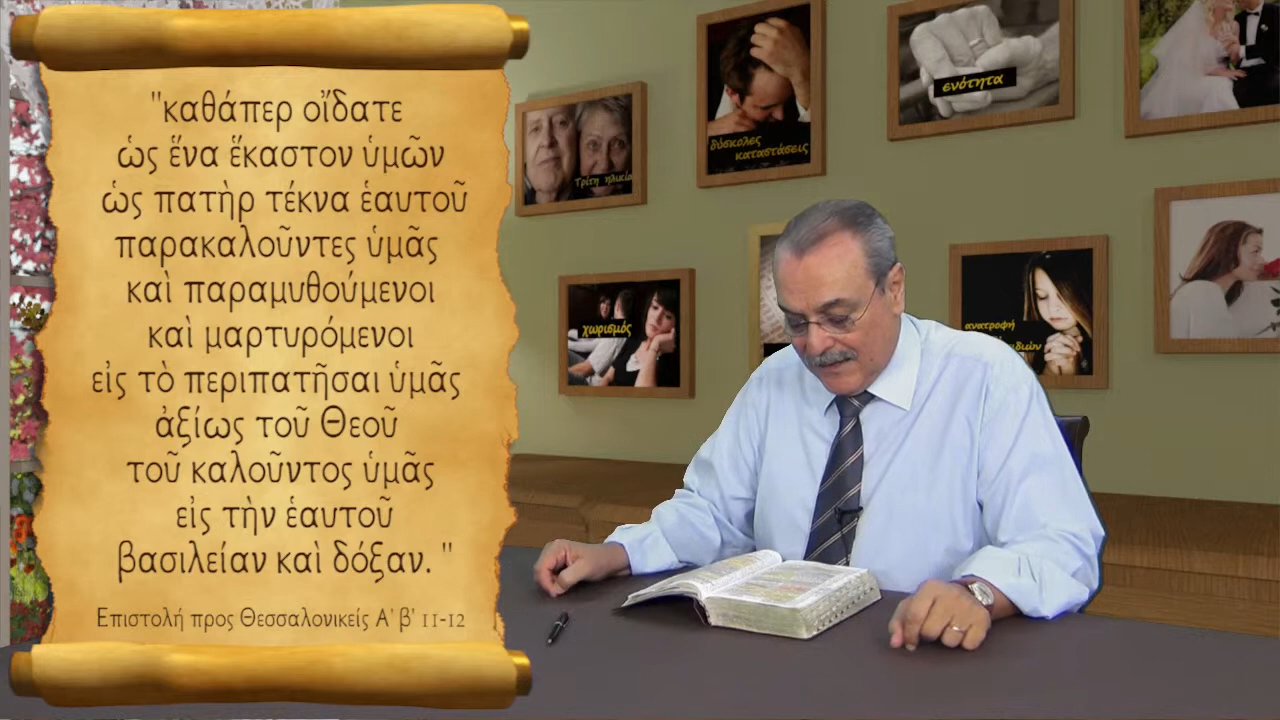 "καθάπερ οἴδατε
ὡς ἕνα ἕκαστον ὑμῶν
ὡς πατὴρ τέκνα ἑαυτοῦ
παρακαλοῦντες ὑμᾶς
καὶ παραμυθούμενοι
καὶ μαρτυρόμενοι
εἰς τὸ περιπατῆσαι ὑμᾶς
ἀξίως τοῦ Θεοῦ
τοῦ καλοῦντος ὑμᾶς
εἰς τὴν ἑαυτοῦ
βασιλείαν καὶ δόξαν. "
Επιστολή προς Θεσσαλονικείς Α' β' 11-12
Τρίτη ηλικία
δύσκολες
καταστάσεις
ενότητα
χωρισμός
ανατροφή